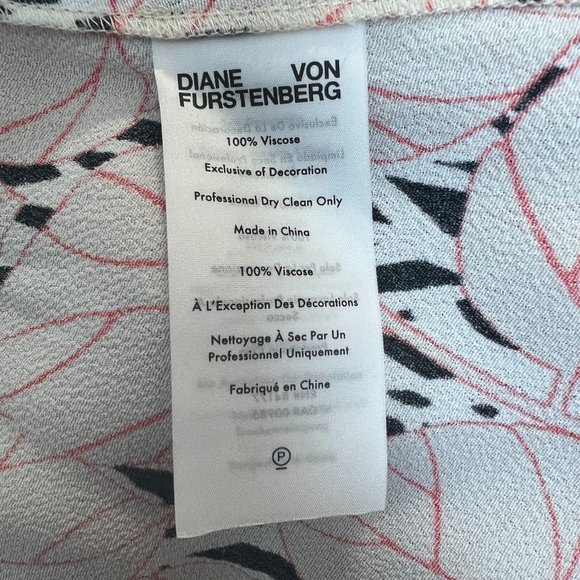 DIANE VON
FURSTENBERG
100% Viscose
Exclusive of Decoration
Professional Dry Clean Only
Made in China
100% Viscose
À L'Exception Des Décorations
Nettoyage À Sec Par Un
Professionnel Uniquement
Fabriqué en Chine
P